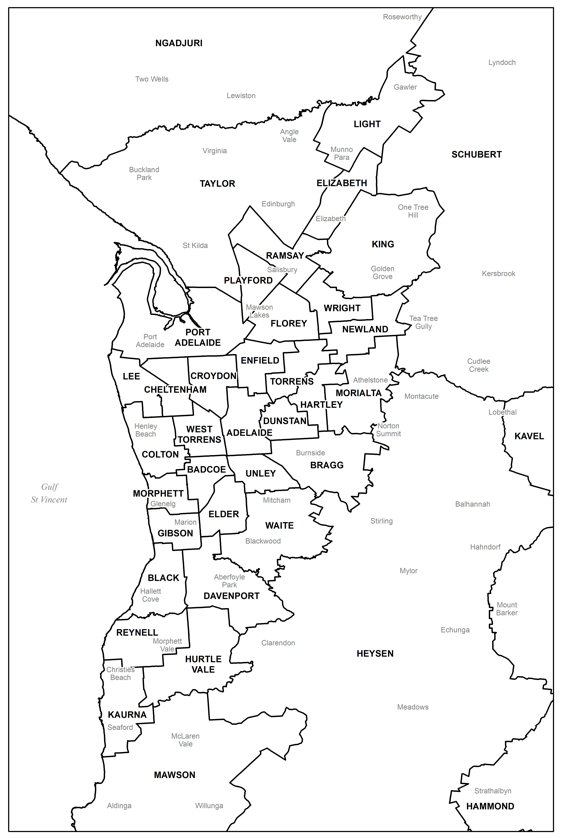 Roseworthy
NGADJURI
Lyndoch
Two Wells
Gawler
Lewiston
LIGHT
Angle
Vale
Virginia
Munno
Para
SCHUBERT
Buckland
Park
TAYLOR
ELIZABETH
Edinburgh
One Tree
Hill
Elizabeth
St Kilda
KING
RAMSAY
Salisbury
Golden
Grove
Kersbrook
PLAYFORD
Mawson
Lakes
WRIGHT
FLOREY
NEWLAND
Tea Tree
Gully
PORT
ADELAIDE
Port
Adelaide
ENFIELD
Cudlee
Creek
LEE
CROYDON
CHELTENHAM
TORRENS
Athelstone
MORIALTA
Montacute
HARTLEY
Lobethal
DUNSTAN
Henley
Beach
WEST
TORRENS
ADELAIDE
Norton
Summit
KAVEL
COLTON
Burnside
BRAGG
BADCOE
UNLEY
Gulf
St Vincent
MORPHETT
Glenelg
Mitcham
Balhannah
ELDER
Marion
GIBSON
WAITE
Stirling
Blackwood
Hahndorf
Mylor
BLACK
Aberfoyle
Park
Hallett
Cove
DAVENPORT
Mount
Barker
REYNELL
Morphett
Vale
Echunga
Clarendon
HEYSEN
HURTLE
VALE
Christies
Beach
KAURNA
Seaford
Meadows
McLaren
Vale
MAWSON
Strathalbyn
HAMMOND
Aldinga
Willunga